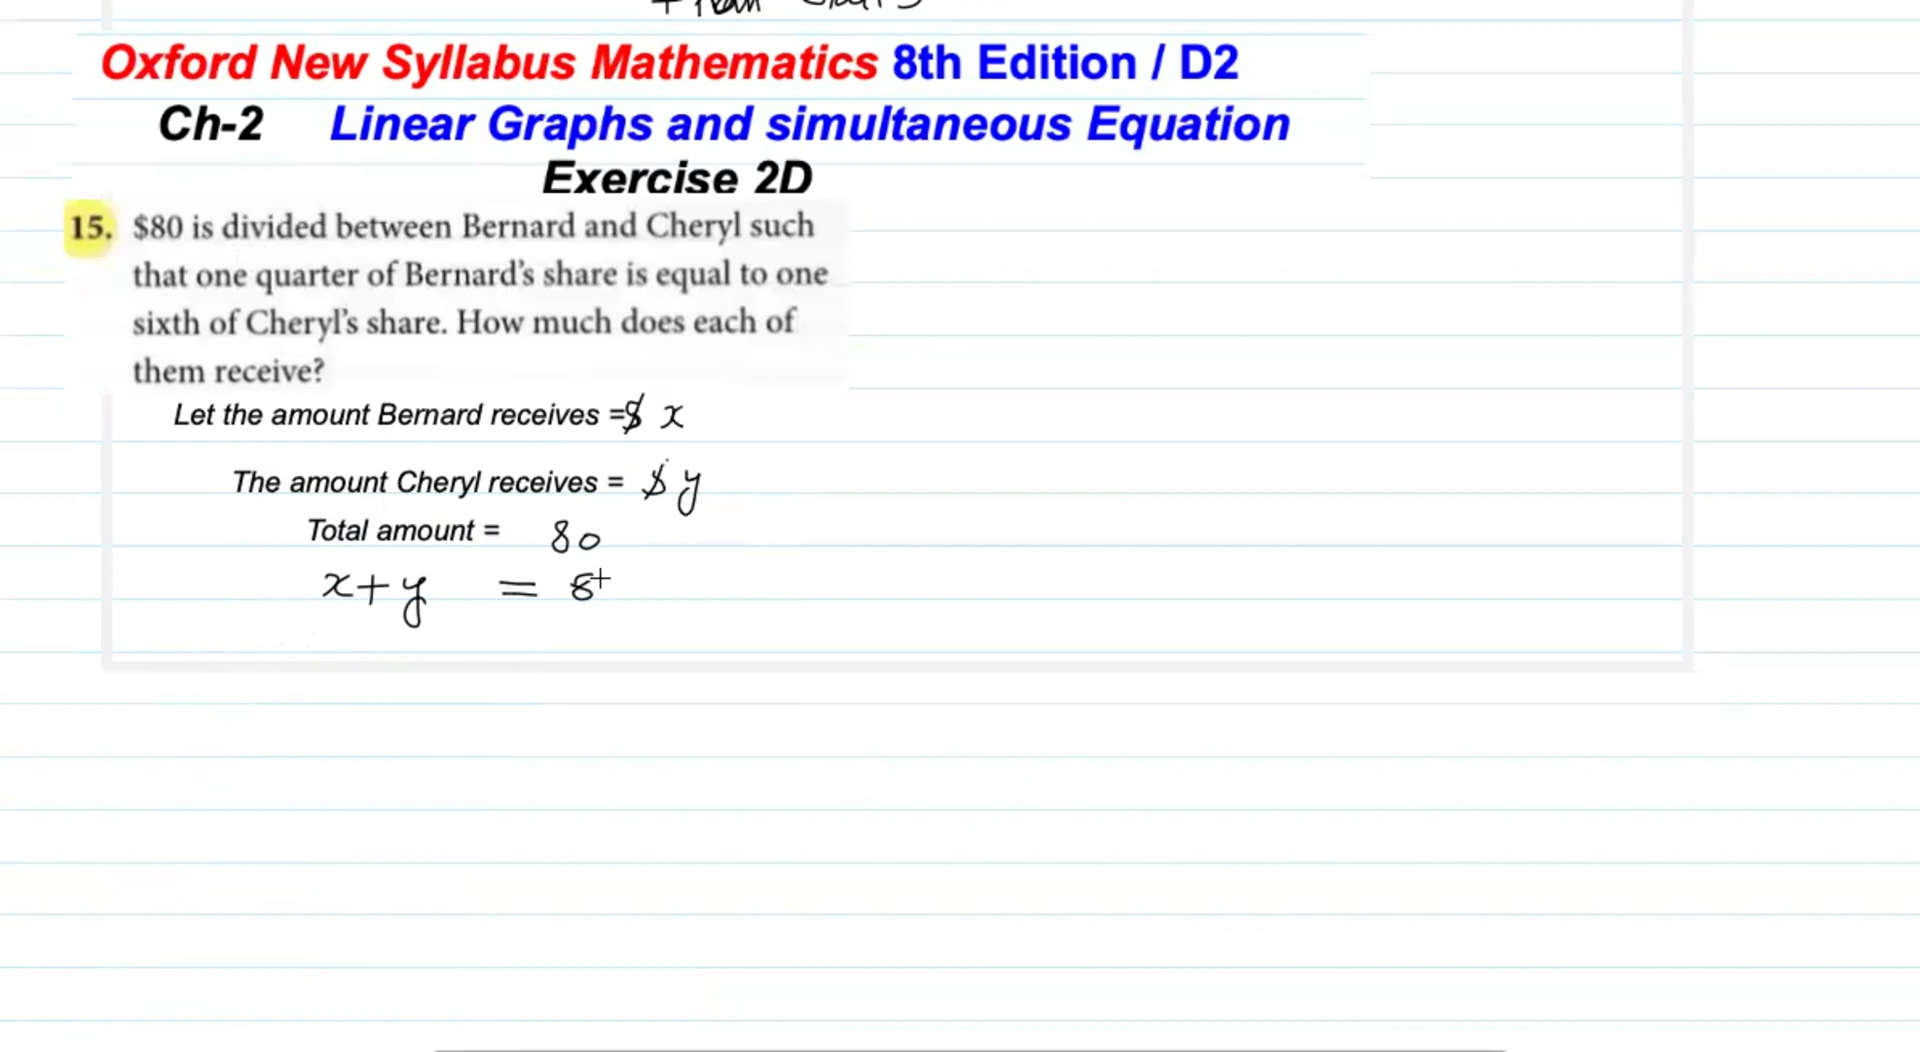 Oxford New Syllabus Mathematics 8th Edition / D2
Ch-2 Linear Graphs and simultaneous Equation
Exercise 2D
15. $80 is divided between Bernard and Cheryl such
that one quarter of Bernard's share is equal to one
sixth of Cheryl's share. How much does each of
them receive?
Let the amount Bernard receives =$ x
The amount Cheryl receives = $ y
Total amount = 80
x+y = 8